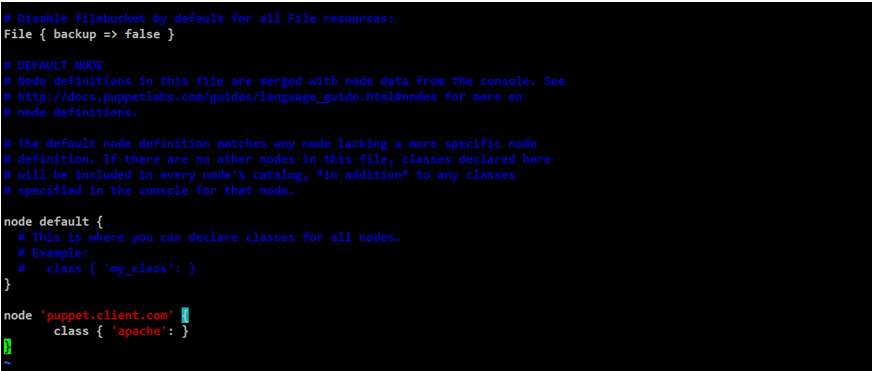 # Disable filebucket by default for all File resources:
File { backup => false }
# DEFAULT NODE
# Node definitions in this file are merged with node data from the console. See
# http://docs.puppetlabs.com/guides/language_guide.html#nodes for more on
# node definitions.
# The default node definition matches any node lacking a more specific node
# definition. If there are no other nodes in this file, classes declared here
# will be included in every node's catalog, *in addition* to any classes
# specified in the console for that node.
node default {
# This is where you can declare classes for all nodes.
# Example:
#   class { 'my_class': }
}
node 'puppet.client.com' {
class { 'apache': }
}
~